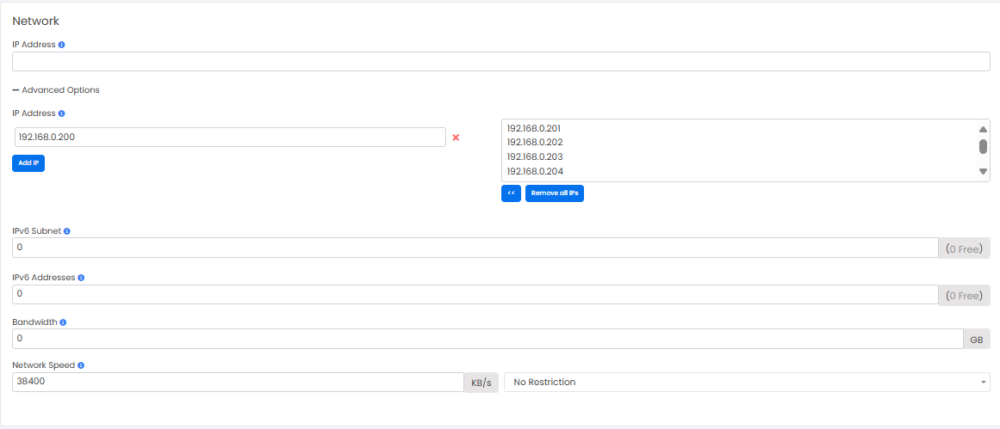 Network
IP Address
Advanced Options
IP Address
192.168.0.200
Add IP
192.168.0.201
192.168.0.202
192.168.0.203
192.168.0.204
<<
Remove all IPs
IPv6 Subnet
0
(0 Free)
IPv6 Addresses
0
(0 Free)
Bandwidth
0
GB
Network Speed
38400
KB/s
No Restriction